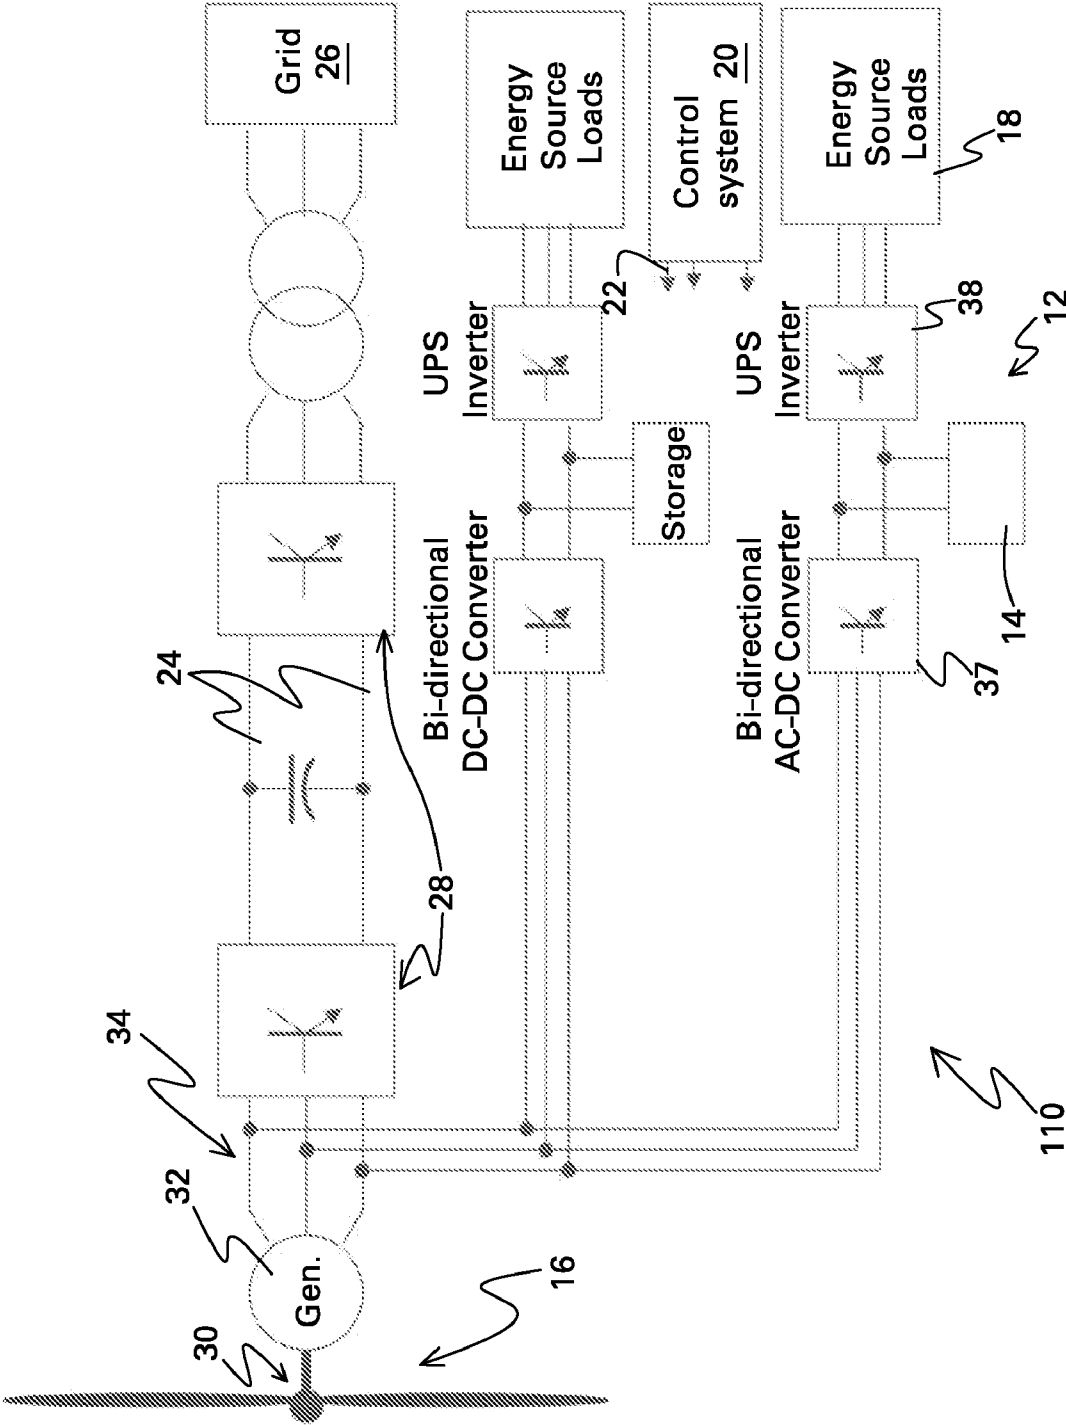 Grid
26
Energy
Source
Loads
Control
system 20
Energy
Source
Loads
18
22
UPS
Inverter
UPS
Inverter
38
12
Storage
14
24
Bi-directional
DC-DC Converter
Bi-directional
AC-DC Converter
37
28
34
110
32
Gen.
16
30